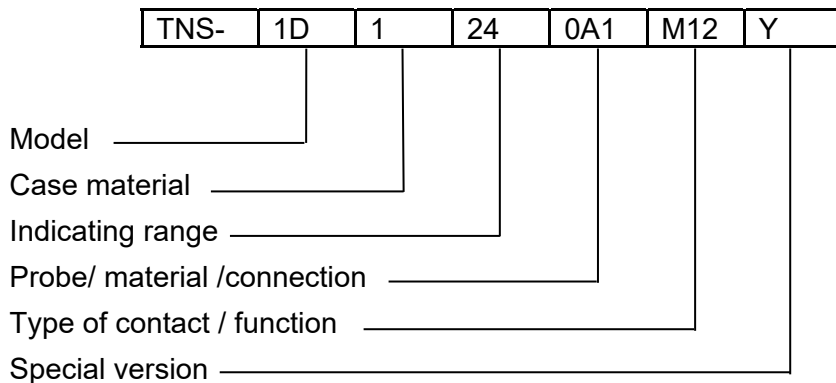 TNS- 1D 1 24 0A1 M12 Y
Model
Case material
Indicating range
Probe/ material /connection
Type of contact / function
Special version